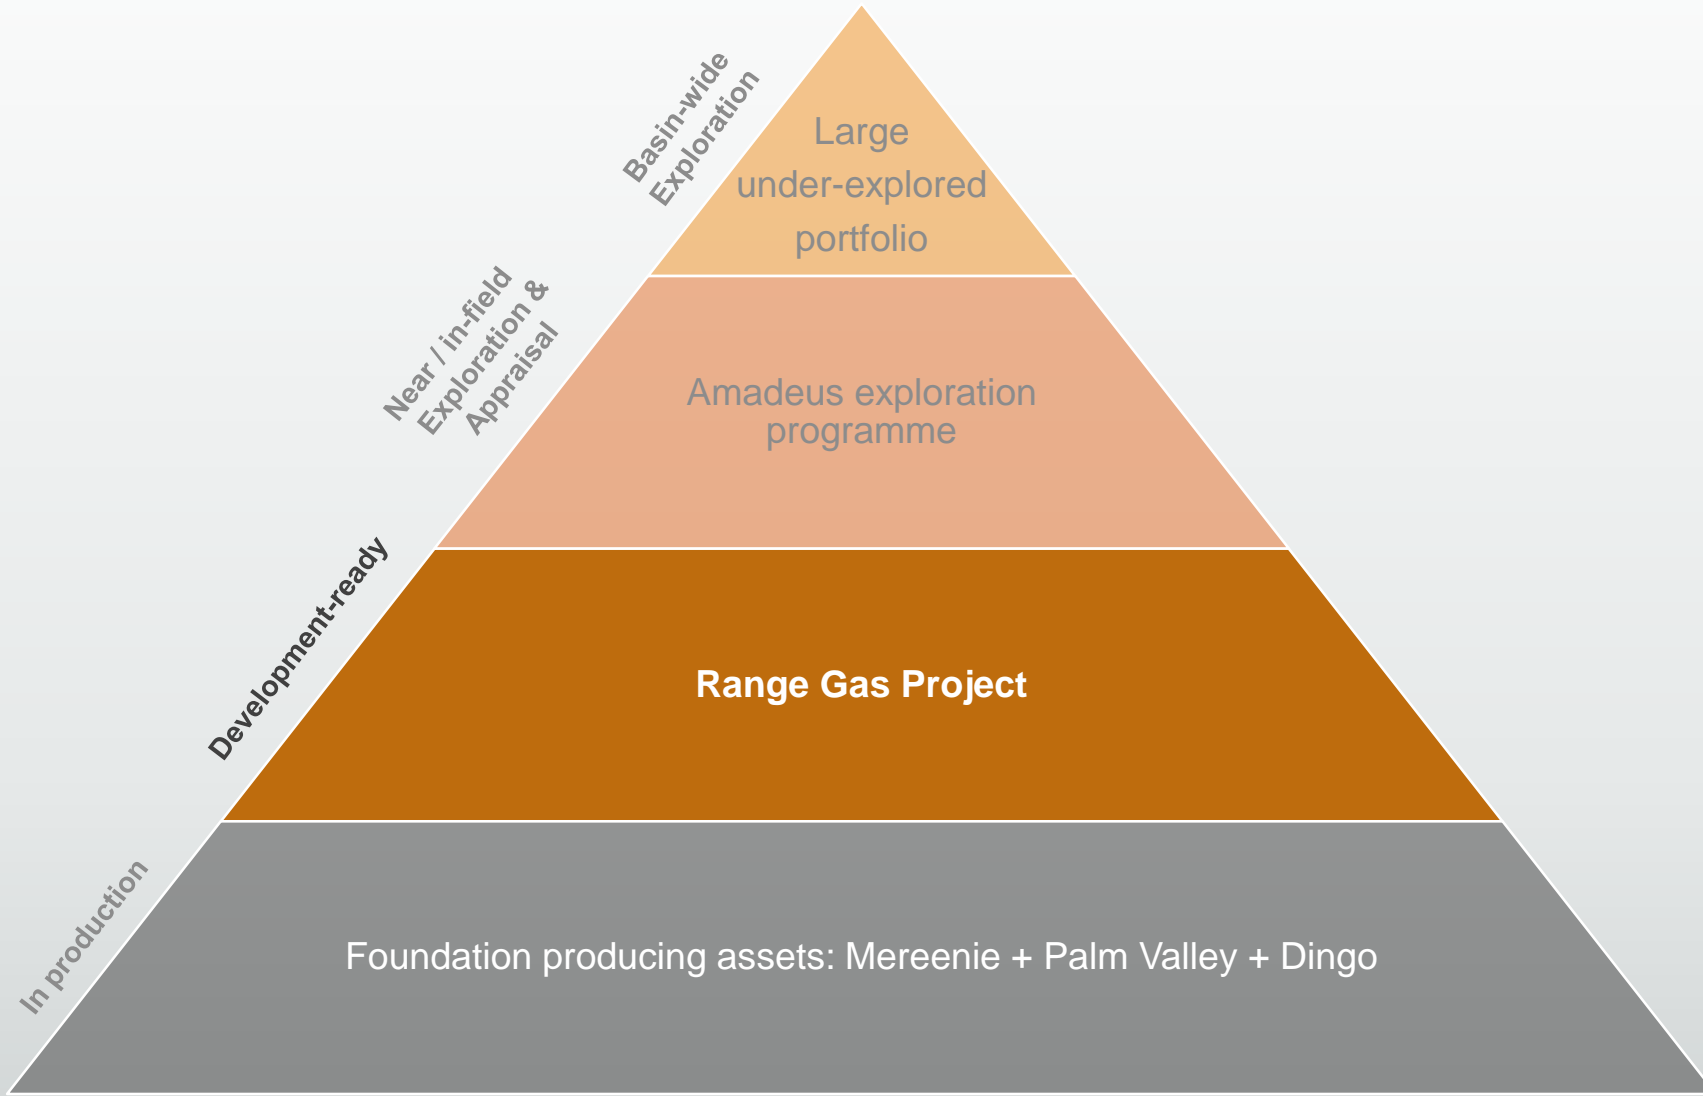 Basin-wide
Exploration
Large
under-explored
portfolio
Near / in-field
Exploration &
Appraisal
Amadeus exploration
programme
Development-ready
Range Gas Project
In production
Foundation producing assets: Mereenie + Palm Valley + Dingo